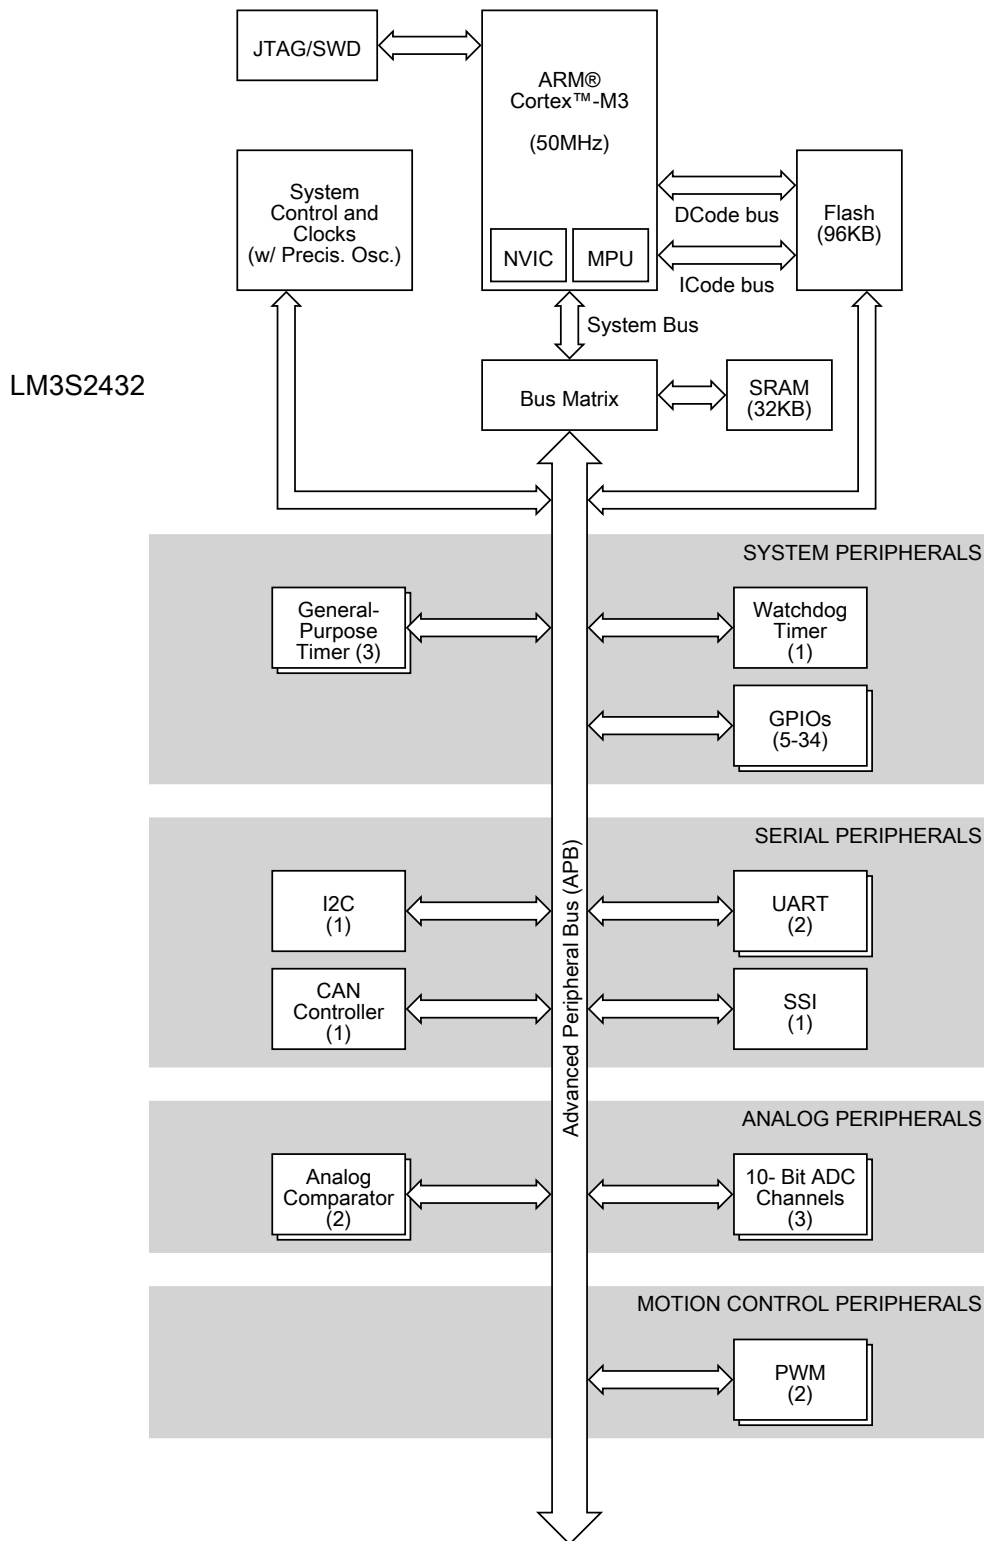 JTAG/SWD
ARM®
Cortex™-M3
(50MHz)
System
Control and
Clocks
(w/ Precis. Osc.)
DCode bus
Flash
(96KB)
NVIC
MPU
ICode bus
System Bus
LM3S2432
Bus Matrix
SRAM
(32KB)
SYSTEM PERIPHERALS
General-
Purpose
Timer (3)
Watchdog
Timer
(1)
GPIOs
(5-34)
Advanced Peripheral Bus (APB)
SERIAL PERIPHERALS
I2C
(1)
UART
(2)
CAN
Controller
(1)
SSI
(1)
ANALOG PERIPHERALS
Analog
Comparator
(2)
10- Bit ADC
Channels
(3)
MOTION CONTROL PERIPHERALS
PWM
(2)